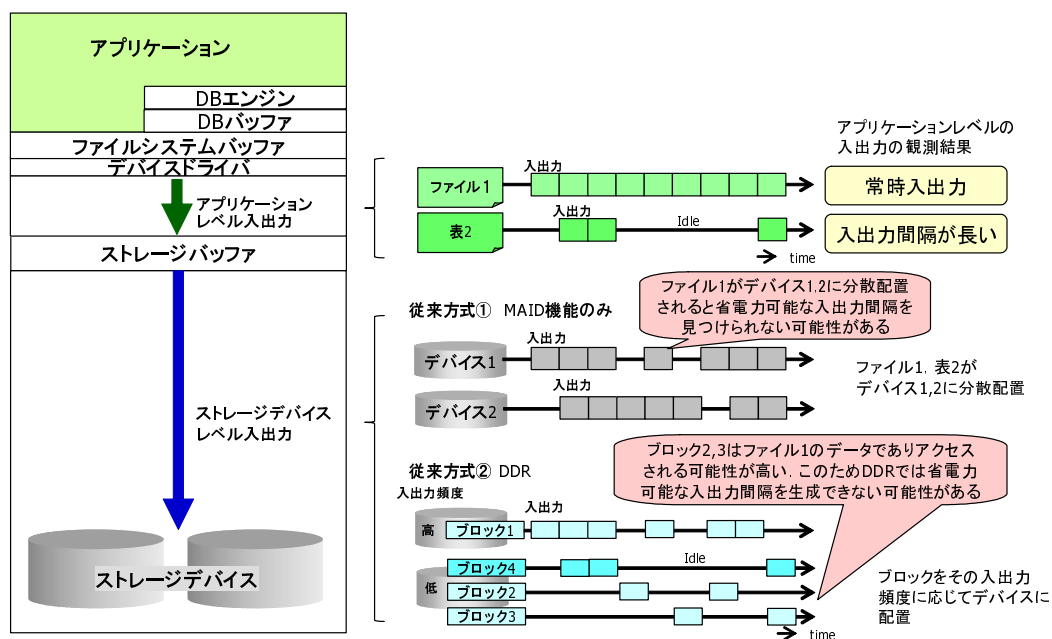 アプリケーション
DBエンジン
DBバッファ
ファイルシステムバッファ
デバイスドライバ
アプリケーション
レベル入出力
ストレージバッファ
ストレージデバイス
レベル入出力
ストレージデバイス
アプリケーションレベルの
入出力の観測結果
ファイル1
入出力
常時入出力
表2
入出力
Idle
入出力間隔が長い
time
ファイル1がデバイス1,2に分散配置
されると省電力可能な入出力間隔を
見つけられない可能性がある
従来方式① MAID機能のみ
入出力
デバイス1
入出力
デバイス2
ファイル1，表2が
デバイス1,2に分散配置
ブロック2,3はファイル1のデータでありアクセス
される可能性が高い．このためDDRでは省電力
可能な入出力間隔を生成できない可能性がある
従来方式② DDR
入出力頻度
入出力
高
ブロック1
Idle
ブロック4
低
ブロック2
ブロック3
ブロックをその入出力
頻度に応じてデバイスに
配置
time